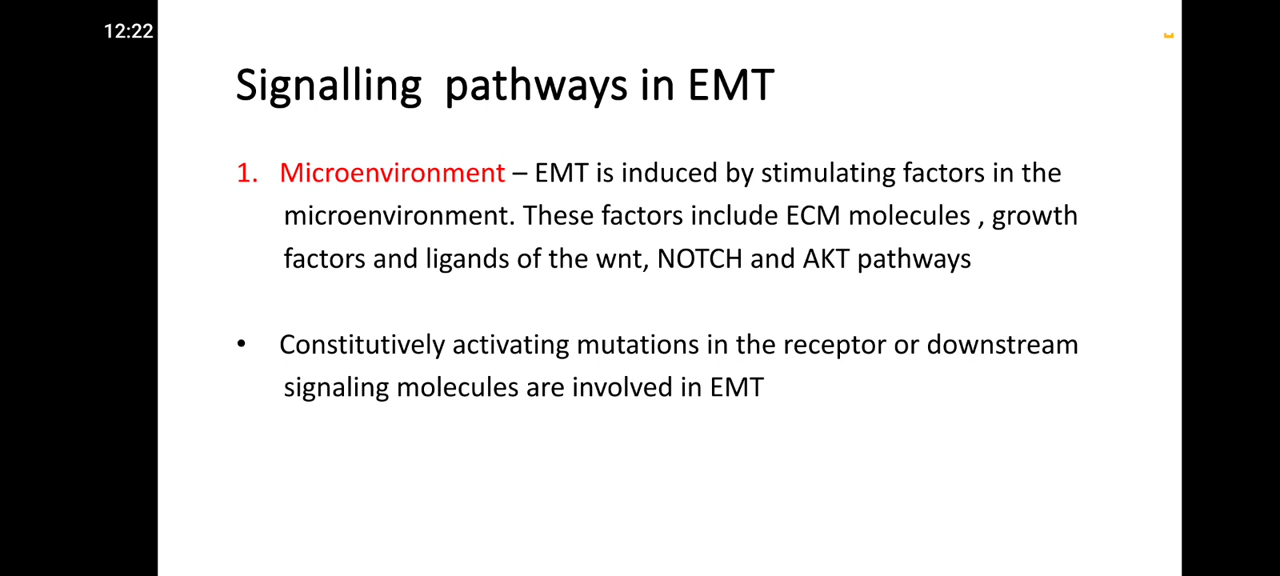 12:22
Signalling pathways in EMT
1. Microenvironment – EMT is induced by stimulating factors in the
microenvironment. These factors include ECM molecules , growth
factors and ligands of the wnt, NOTCH and AKT pathways
• Constitutively activating mutations in the receptor or downstream
signaling molecules are involved in EMT